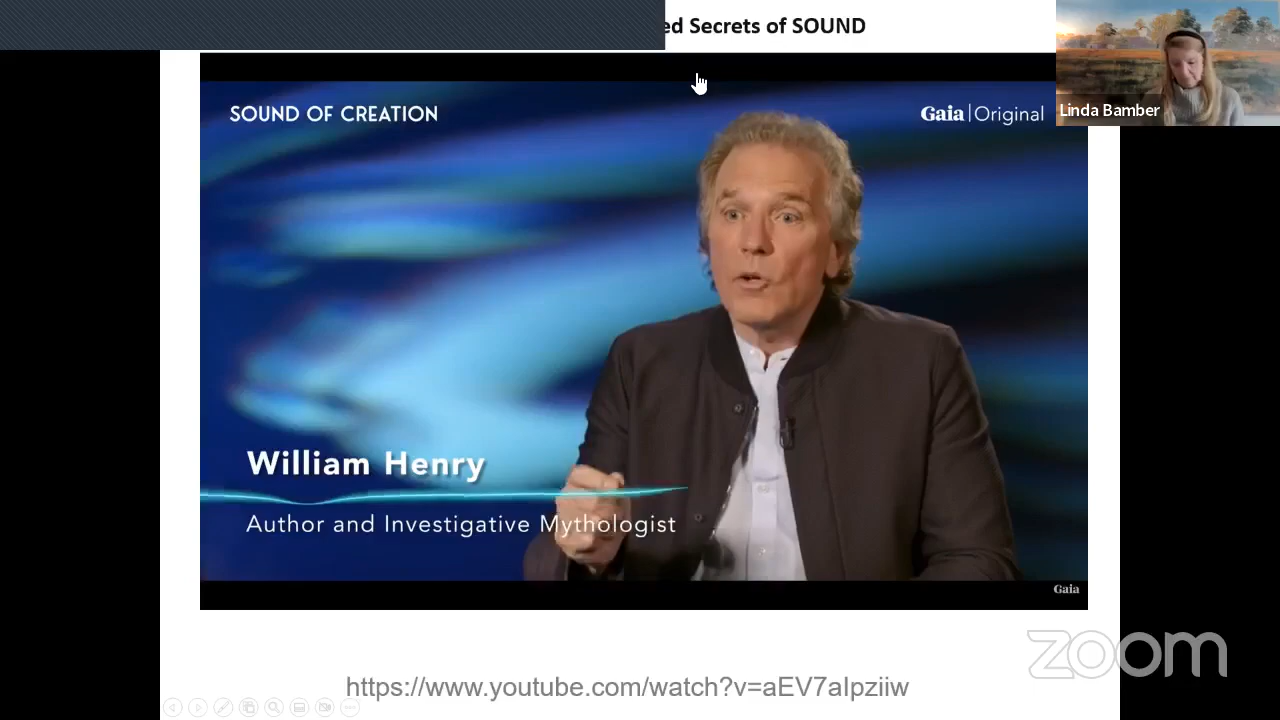 ed Secrets of SOUND
Linda Bamber
SOUND OF CREATION
Gaia|Original
William Henry
Author and Investigative Mythologist
Gaia
zoom
https://www.youtube.com/watch?v=aEV7aIpziiw